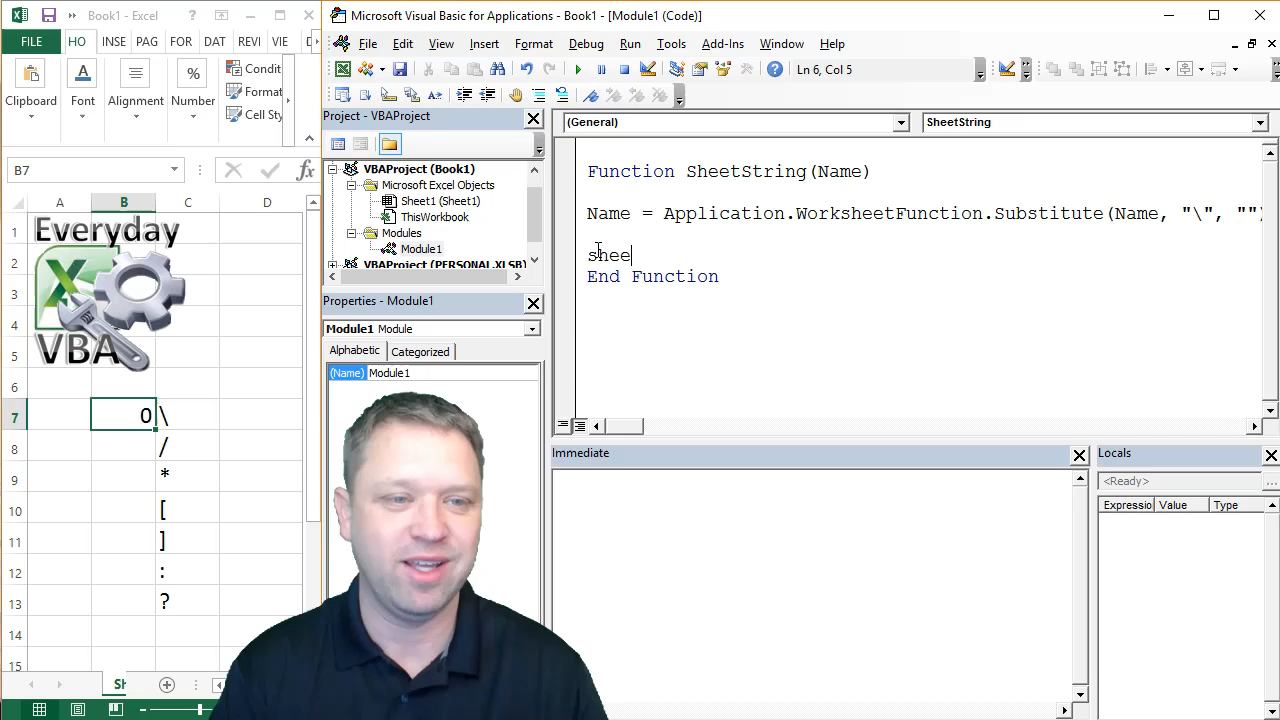 Book1 - Excel
FILE HO INSE PAG FOR DAT REVI VIE
Clipboard
Font
Alignment
Number
Condit
Format
Cell Sty
B7
fx
A B C D
1
2
3
4
5
6
7
8
9
10
11
12
13
14
15
Everyday
VBA
0 \
/
*
[
]
:
?
Sh
Microsoft Visual Basic for Applications - Book1 - [Module1 (Code)]
File Edit View Insert Format Debug Run Tools Add-Ins Window Help
Ln 6, Col 5
Project - VBAProject
VBAProject (Book1)
Microsoft Excel Objects
Sheet1 (Sheet1)
ThisWorkbook
Modules
Module1
VBAProject (PERSONAL.XLSB)
Properties - Module1
Module1 Module
Alphabetic Categorized
(Name) Module1
(General)
SheetString
Function SheetString(Name)
Name = Application.WorksheetFunction.Substitute(Name, "\", "")
shee
End Function
Immediate
Locals
<Ready>
Expressio Value Type